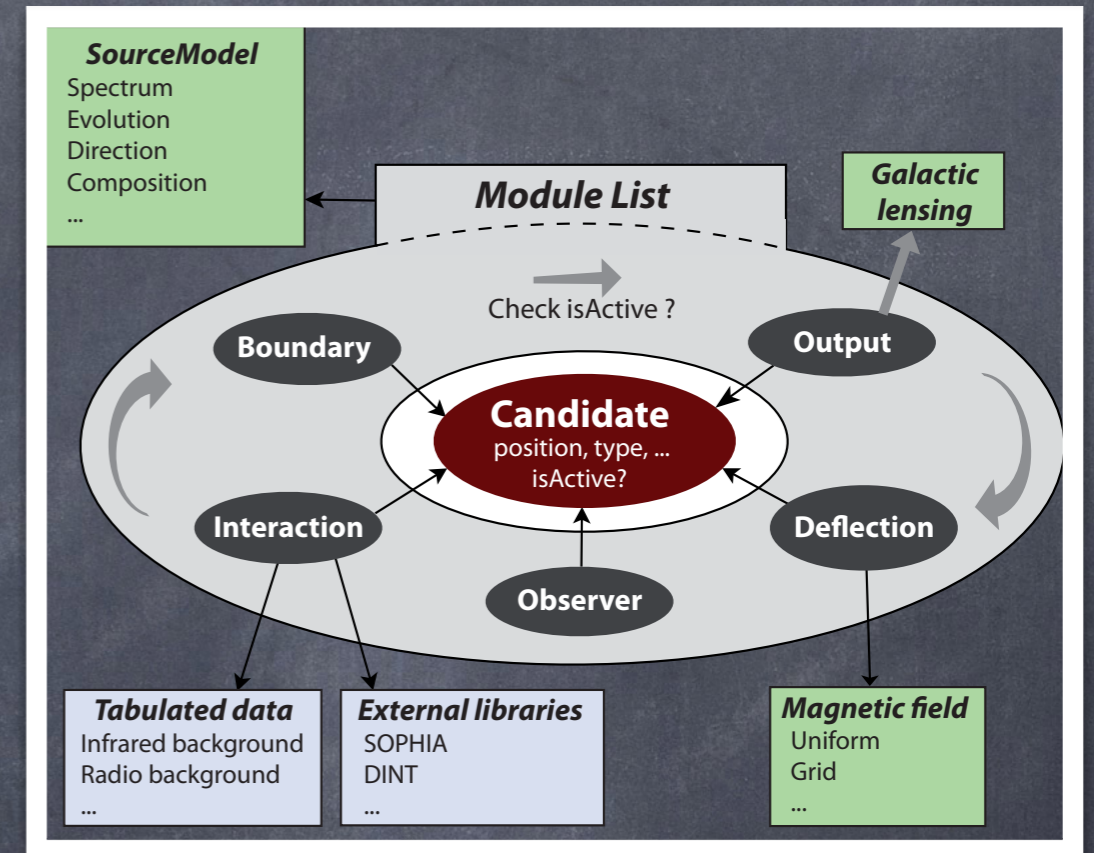 SourceModel
Spectrum
Evolution
Direction
Composition
...
Module List
Galactic
lensing
Check isActive ?
Boundary
Output
Candidate
position, type, ...
isActive?
Interaction
Deflection
Observer
Tabulated data
Infrared background
Radio background
...
External libraries
SOPHIA
DINT
...
Magnetic field
Uniform
Grid
...